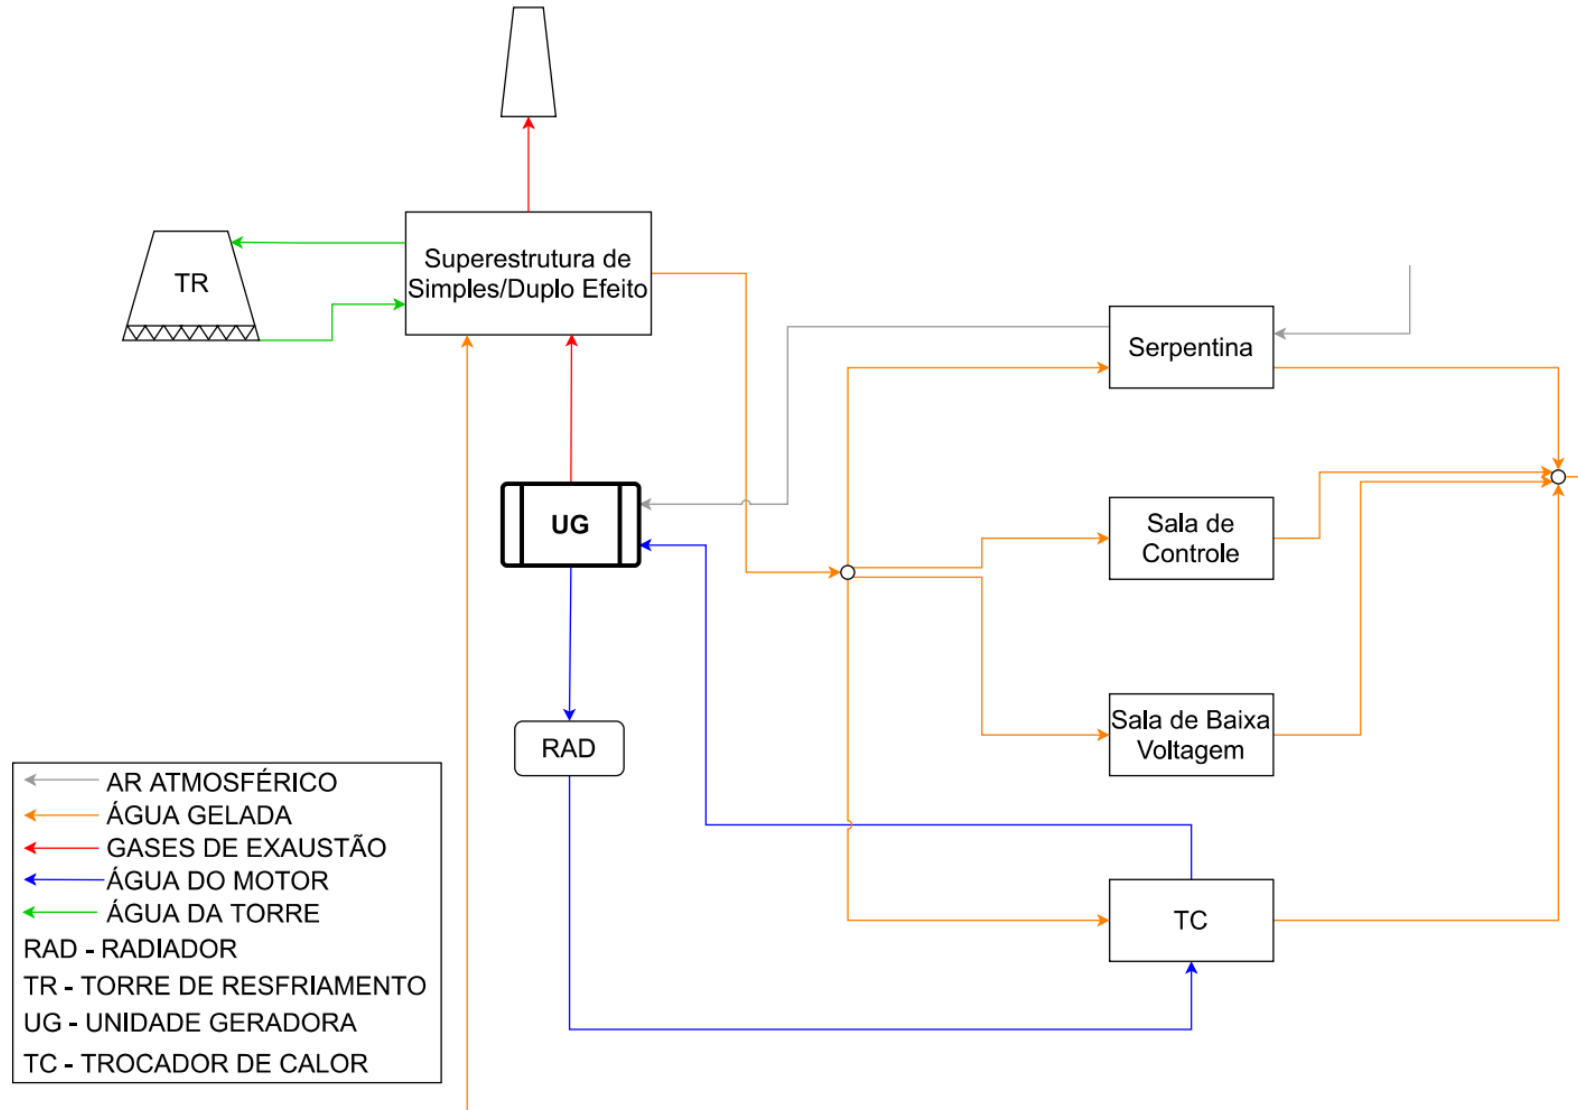 Superestrutura de
Simples/Duplo Efeito
TR
Serpentina
UG
Sala de
Controle
Sala de Baixa
Voltagem
RAD
TC
AR ATMOSFÉRICO
ÁGUA GELADA
GASES DE EXAUSTÃO
ÁGUA DO MOTOR
ÁGUA DA TORRE
RAD - RADIADOR
TR - TORRE DE RESFRIAMENTO
UG - UNIDADE GERADORA
TC - TROCADOR DE CALOR